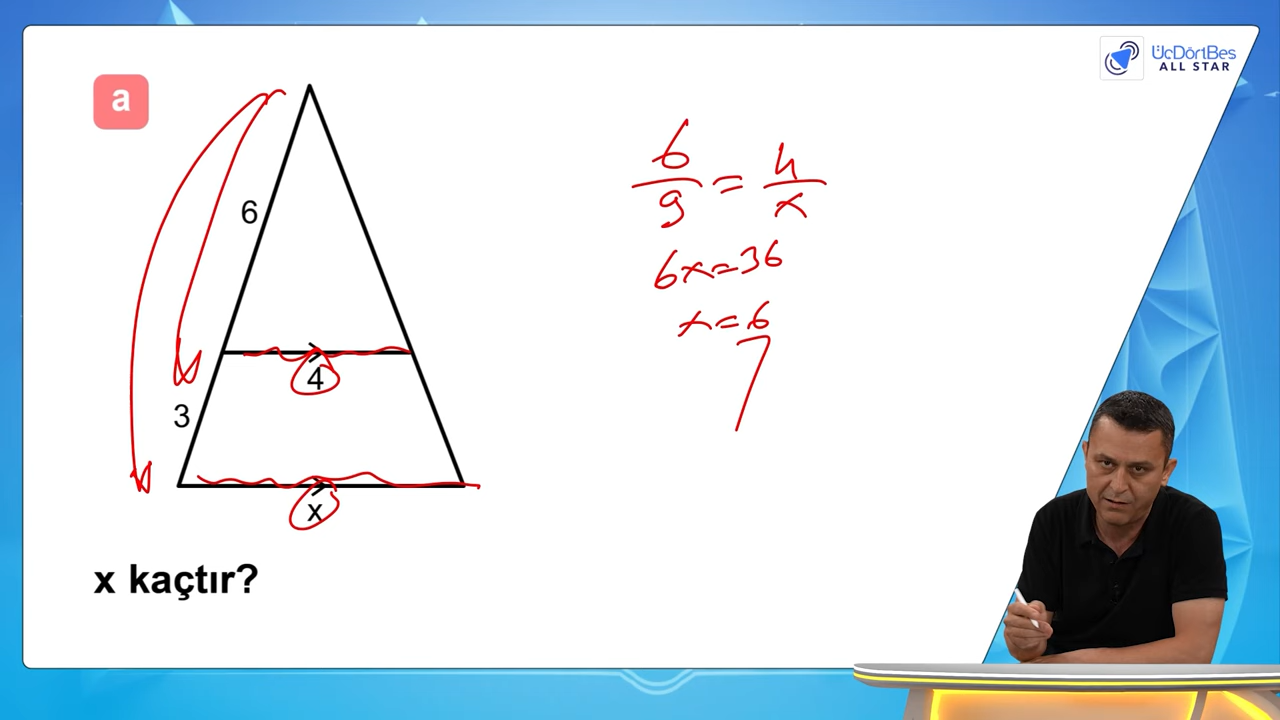 ÜçDörtBeş
ALL STAR
a
6
4
3
x
x kaçtır?
6/9 = 4/x
6x=36
x=6